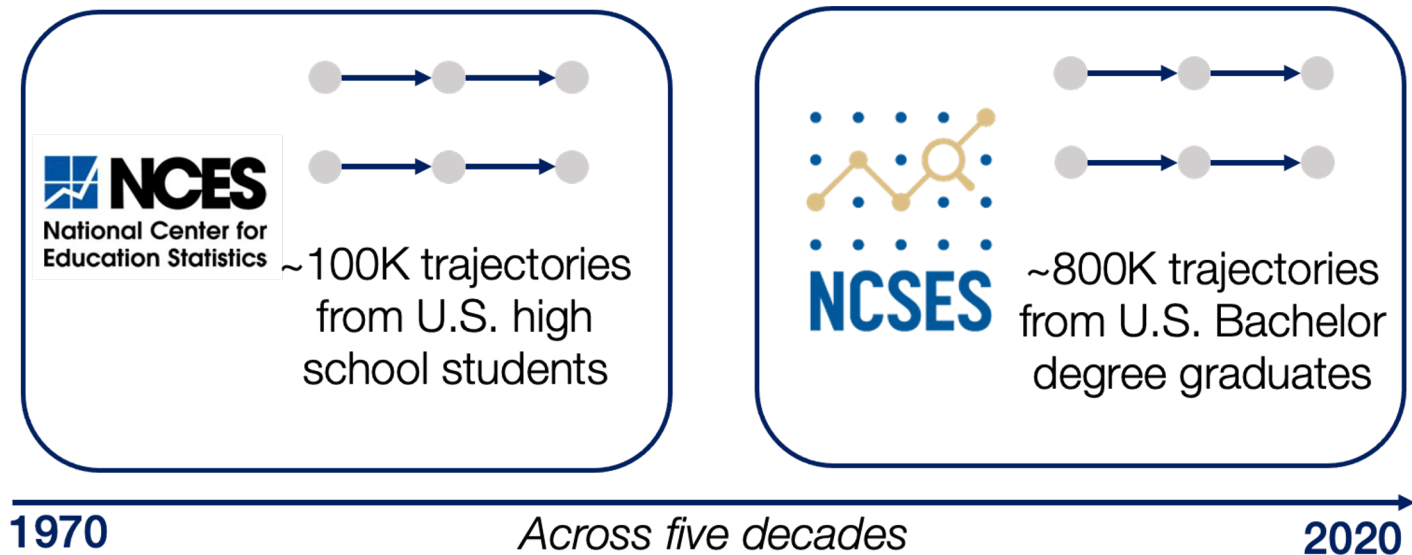 NCES
National Center for
Education Statistics
~100K trajectories
from U.S. high
school students
NCSES
~800K trajectories
from U.S. Bachelor
degree graduates
1970
Across five decades
2020